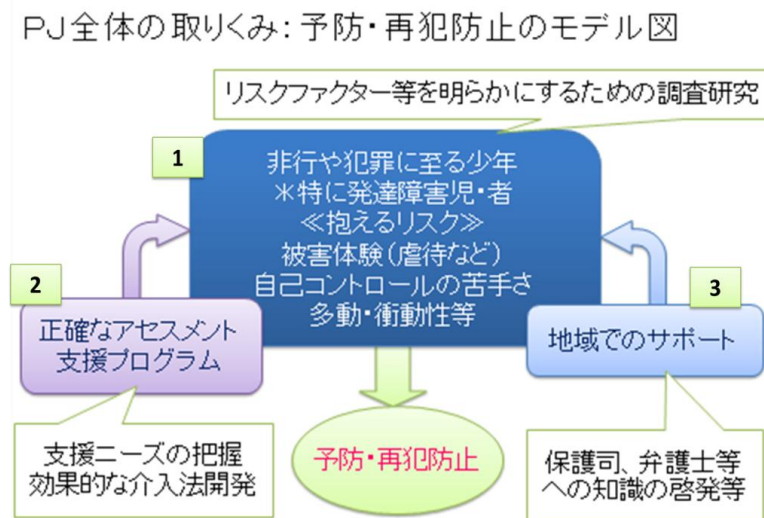 PJ全体の取りくみ：予防・再犯防止のモデル図
リスクファクター等を明らかにするための調査研究
1
非行や犯罪に至る少年
＊特に発達障害児・者
≪抱えるリスク≫
被害体験（虐待など）
自己コントロールの苦手さ
多動・衝動性等
2
正確なアセスメント
支援プログラム
3
地域でのサポート
支援ニーズの把握
効果的な介入法開発
予防・再犯防止
保護司、弁護士等
への知識の啓発等